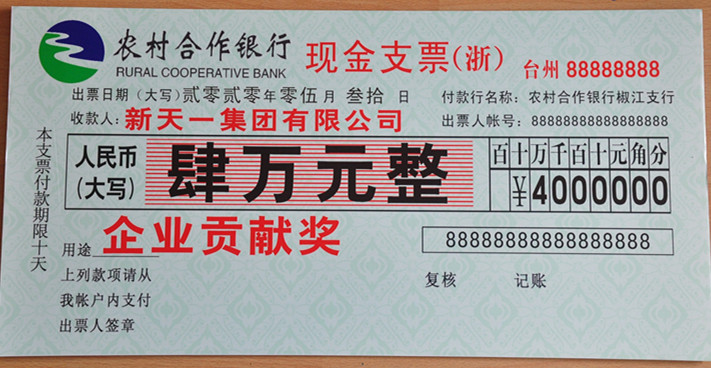 农村合作银行 现金支票(浙) 台州 88888888
RURAL COOPERATIVE BANK
出票日期(大写)贰零贰零年零伍月叁拾日 付款行名称:农村合作银行椒江支行
收款人:新天一集团有限公司 出票人帐号:88888888888888888
本支票付款期限十天
人民币(大写) 肆万元整 百十万千百十元角分
¥4000000
用途 企业贡献奖 888888888888888888
上列款项请从 复核 记账
我帐户内支付
出票人签章